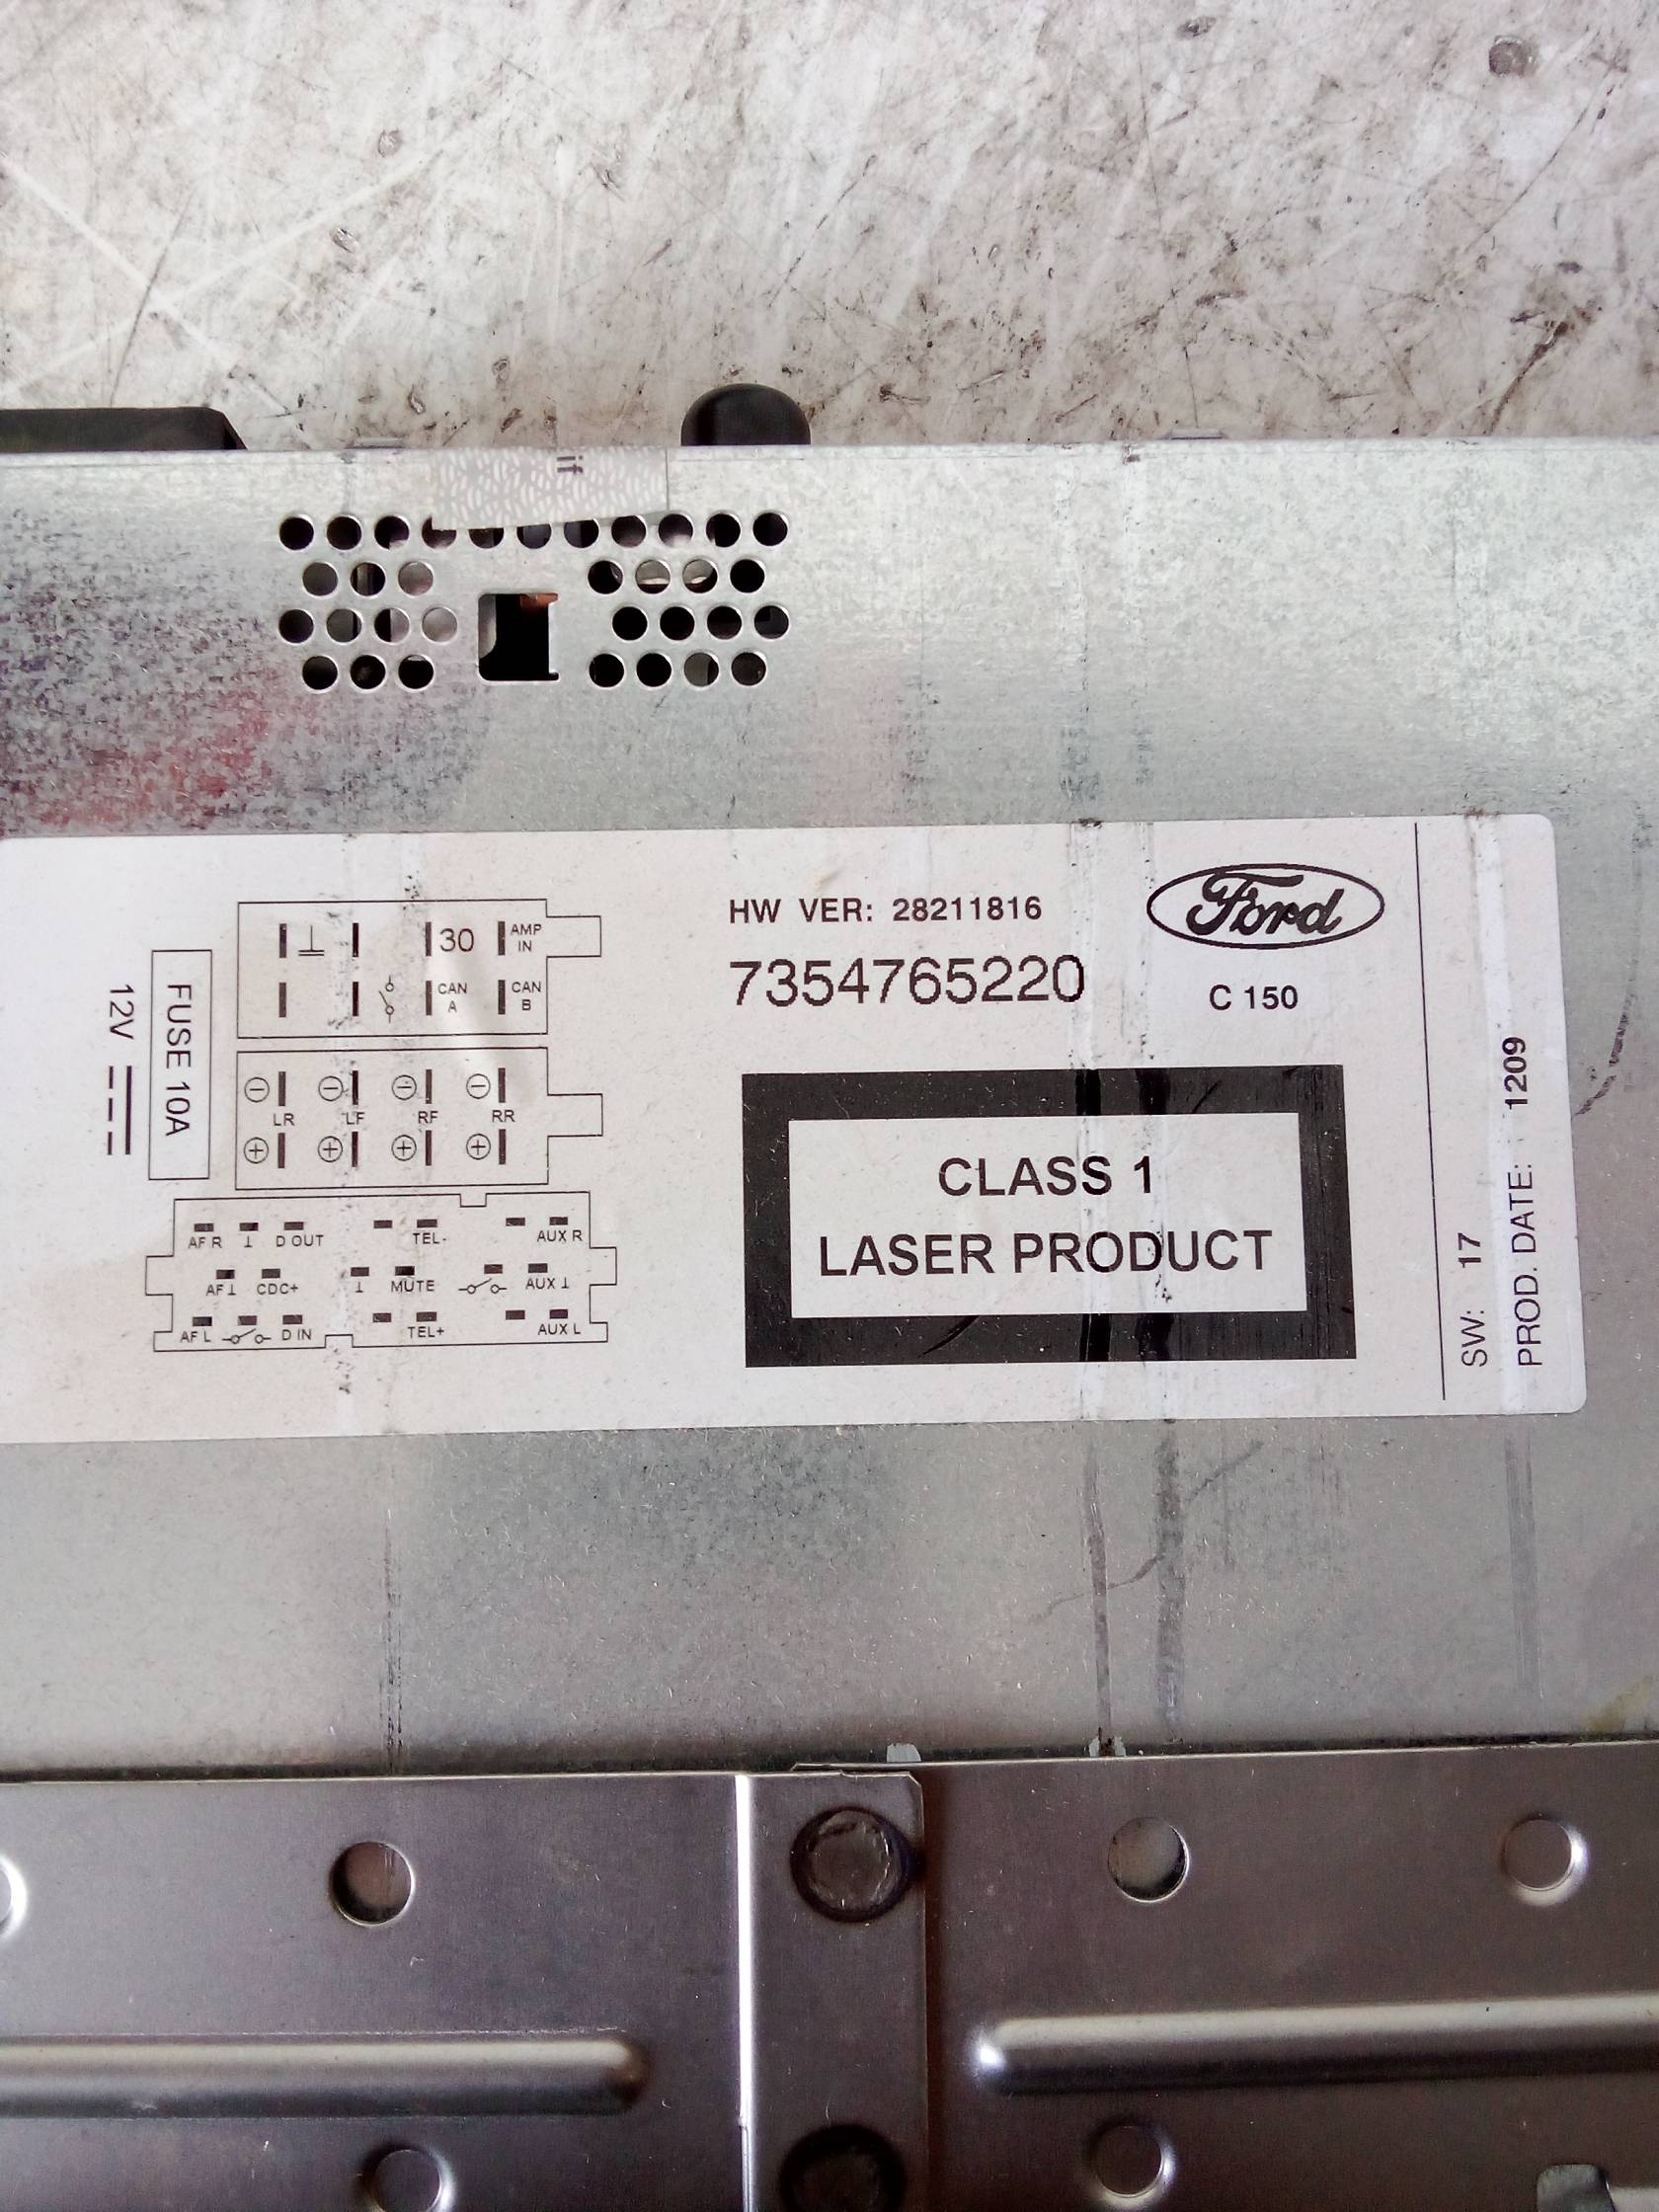 if
HW VER: 28211816
Ford
7354765220
C 150
CLASS 1
LASER PRODUCT
SW: 17
PROD. DATE: 1209
12V
FUSE 10A
30 AMP IN
CAN A CAN B
LR LF RF RR
AF R D OUT TEL- AUX R
AF CDC+ MUTE AUX
AF L D IN TEL+ AUX L